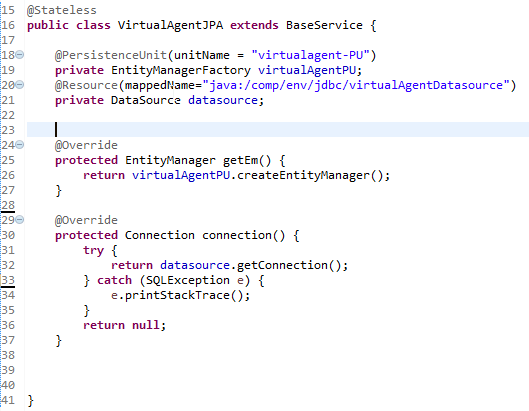 15 @Stateless
16 public class VirtualAgentJPA extends BaseService {
17
18 @PersistenceUnit(unitName = "virtualagent-PU")
19 private EntityManagerFactory virtualAgentPU;
20 @Resource(mappedName="java:/comp/env/jdbc/virtualAgentDatasource")
21 private DataSource datasource;
22
23
24 @Override
25 protected EntityManager getEm() {
26 return virtualAgentPU.createEntityManager();
27 }
28
29 @Override
30 protected Connection connection() {
31 try {
32 return datasource.getConnection();
33 } catch (SQLException e) {
34 e.printStackTrace();
35 }
36 return null;
37 }
38
39
40
41 }